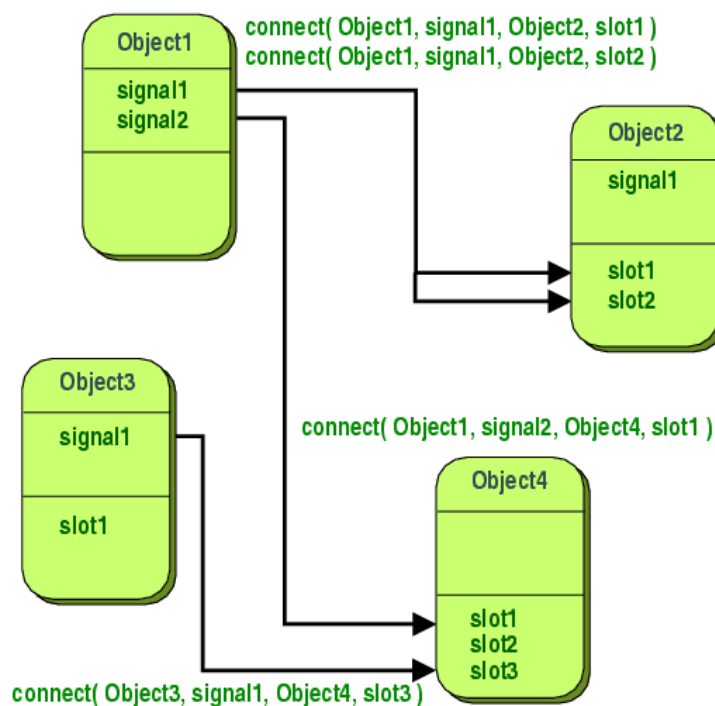 Object1
connect( Object1, signal1, Object2, slot1 )
connect( Object1, signal1, Object2, slot2 )
signal1
signal2
Object2
signal1
slot1
slot2
Object3
signal1
slot1
connect( Object1, signal2, Object4, slot1 )
Object4
slot1
slot2
slot3
connect( Object3, signal1, Object4, slot3 )